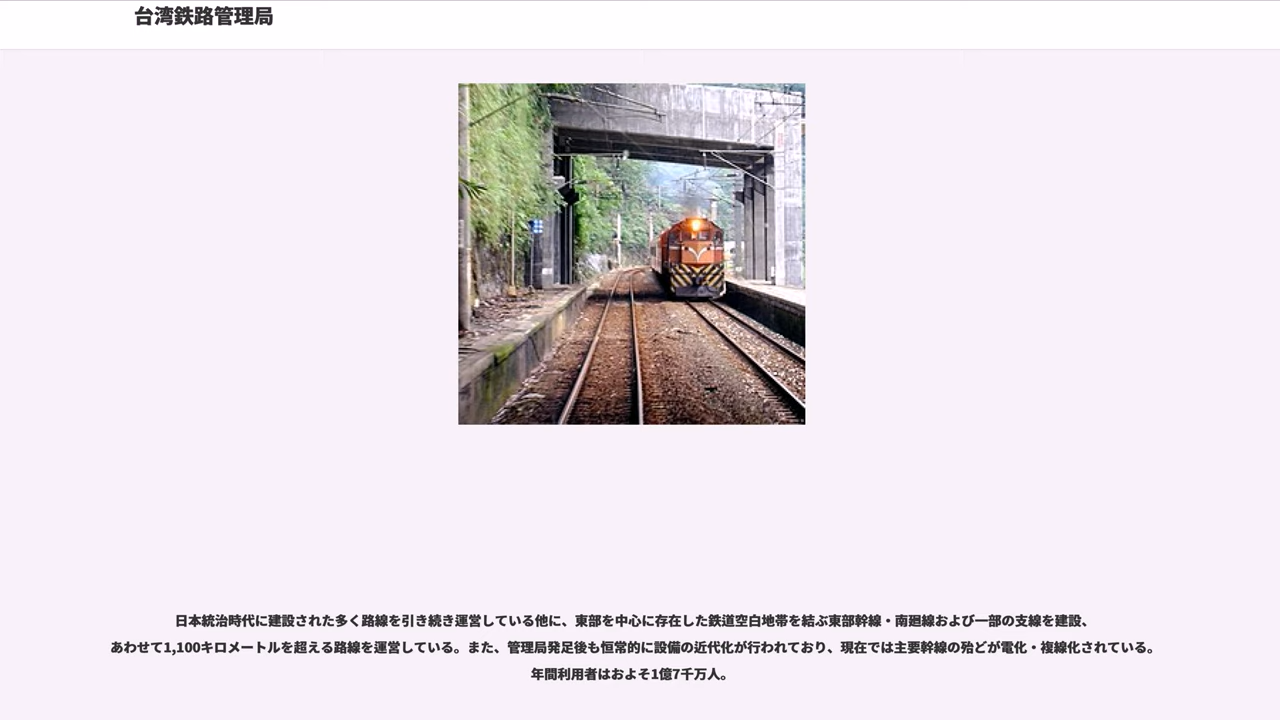 台湾鉄路管理局
日本統治時代に建設された多く路線を引き続き運営している他に、東部を中心に存在した鉄道空白地帯を結ぶ東部幹線・南廻線および一部の支線を建設、
あわせて1,100キロメートルを超える路線を運営している。また、管理局発足後も恒常的に設備の近代化が行われており、現在では主要幹線の殆どが電化・複線化されている。
年間利用者はおよそ1億7千万人。